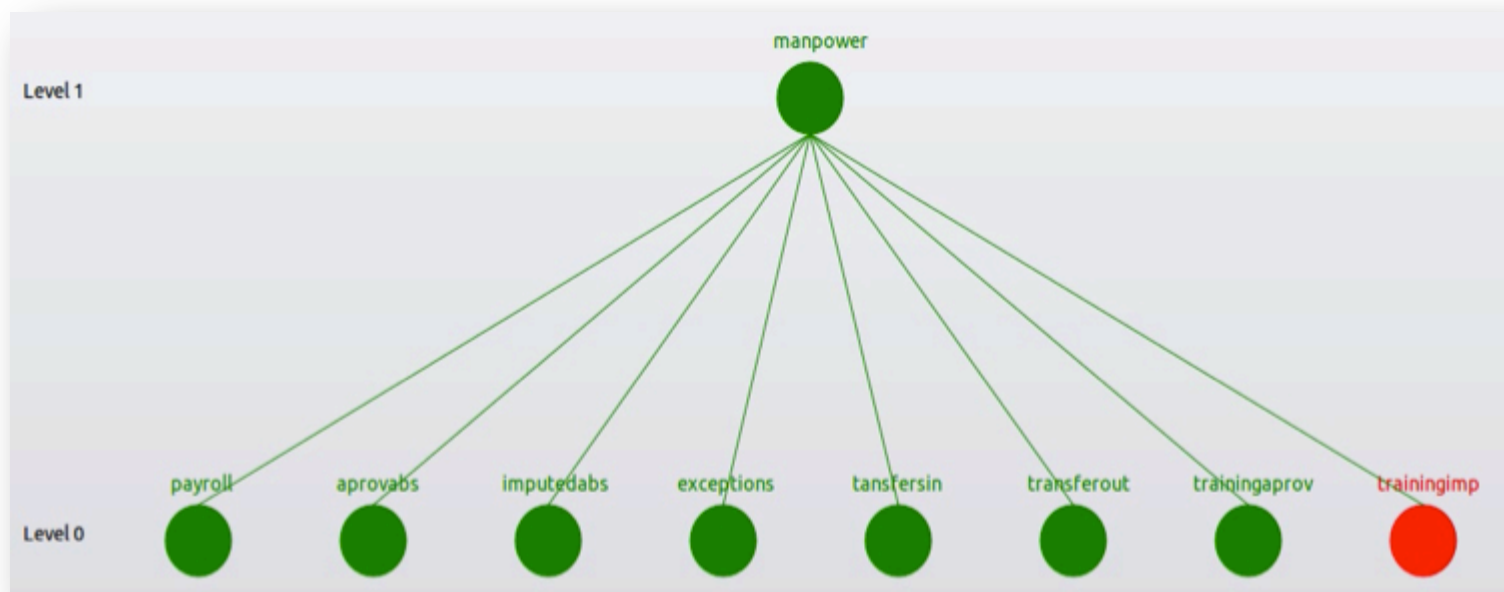 manpower
Level 1
payroll aprovabs imputedabs exceptions tansfersin transferout trainingaprov trainingimp
Level 0